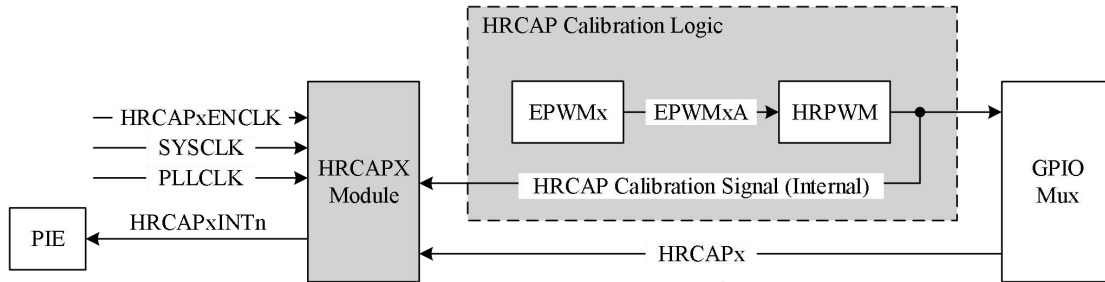 HRCAP Calibration Logic
EPWMx
EPWMxA
HRPWM
HRCAPxENCLK
SYSCLK
PLLCLK
HRCAPX
Module
HRCAP Calibration Signal (Internal)
GPIO
Mux
PIE
HRCAPxINTn
HRCAPx